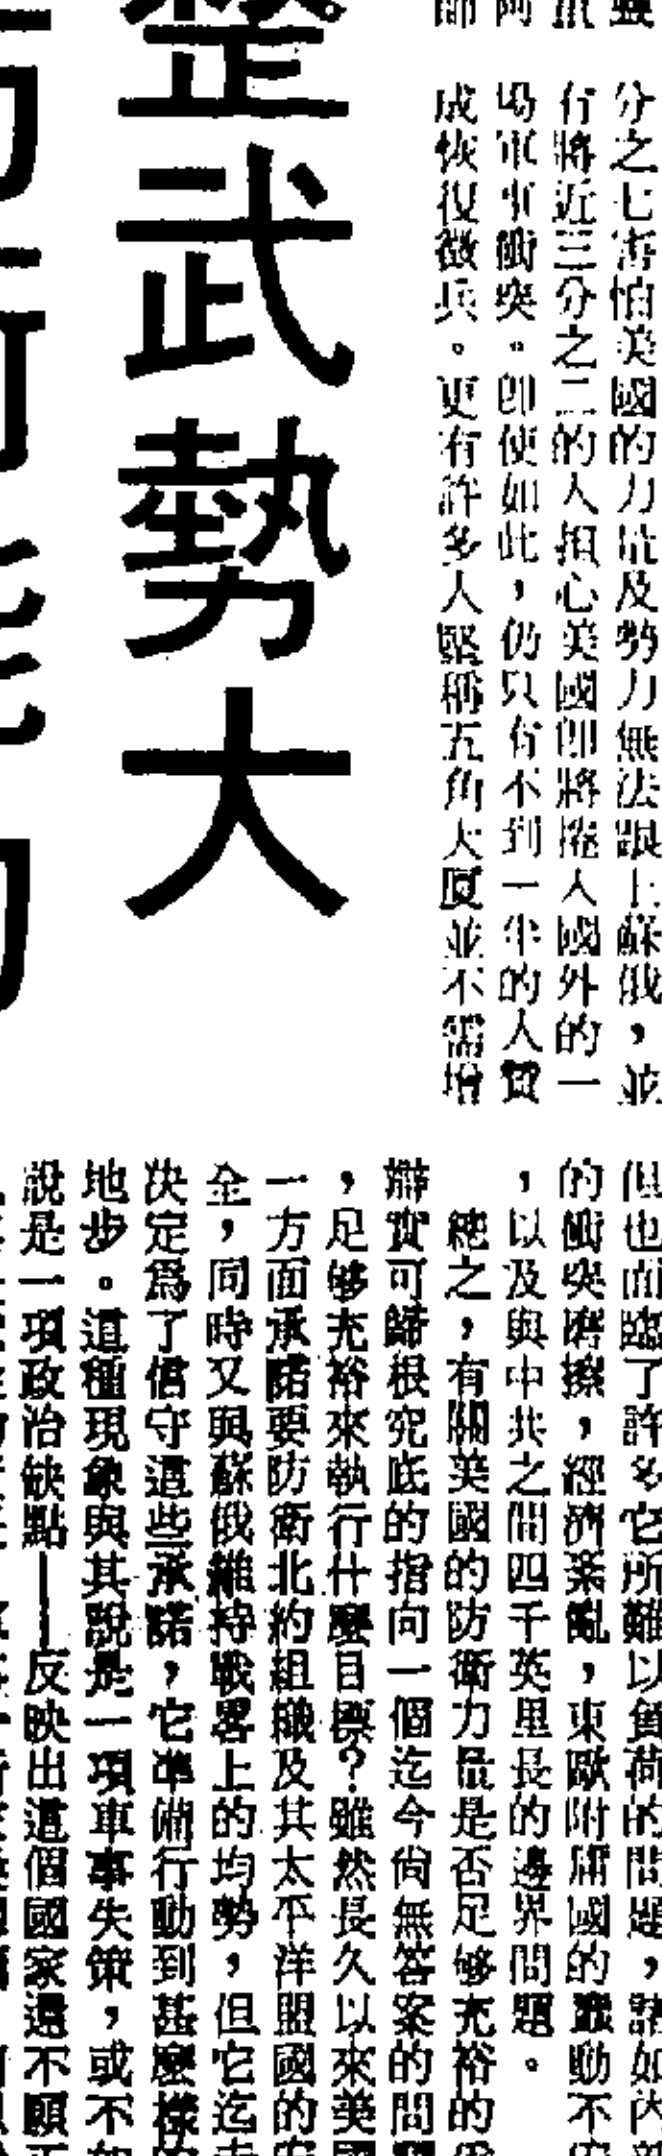 分之七害怕美國的力量及勢力無法跟上蘇俄，並
有將近三分之二的人担心美國即將捲入國外的一
場軍事衝突。即使如此，仍只有不到一半的人贊
成恢復徵兵。更有許多人堅稱五角大厦並不需增
整武勢大
但也面臨了許多它所難以負荷的問題，諸如內部
的衝突磨擦，經濟紊亂，東歐附庸國的蠢動不
，以及與中共之間四千英里長的邊界問題。
總之，有關美國的防衛力量是否足够充裕的
辯實可歸根究底的指向一個迄今尚無答案的問題
，足够充裕來執行什麼目標？雖然長久以來美國
一方面承諾要防衛北約組織及其太平洋盟國的安
全，同時又與蘇俄維持戰畧上的均勢，但它迄未
决定爲了信守這些承諾，它準備行動到甚麼樣的
地步。這種現象與其說是一項軍事失策，或不如
說是一項政治缺點——反映出這個國家還不願正